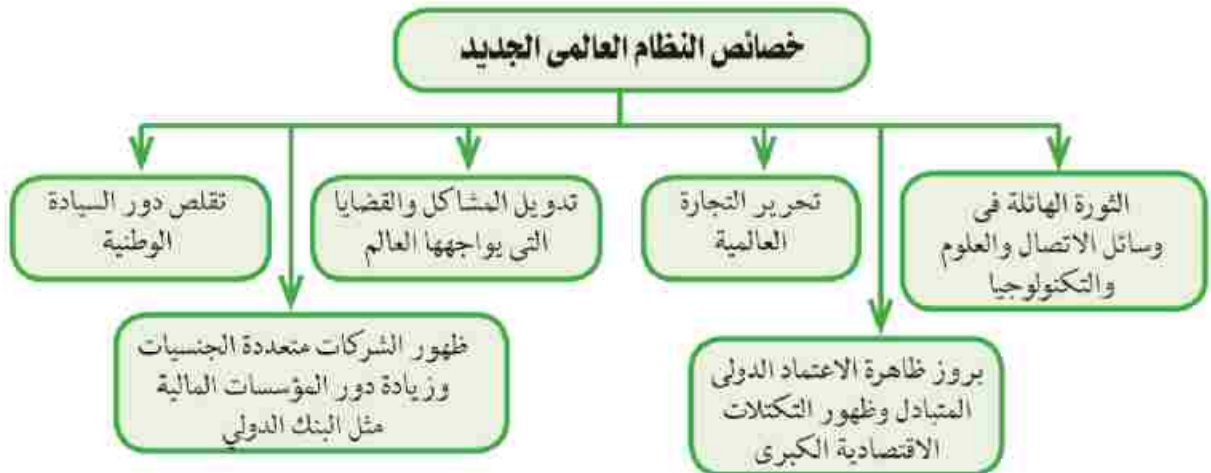 خصائص النظام العالمى الجديد
الثورة الهائلة فى
وسائل الاتصال والعلوم
والتكنولوجيا
بروز ظاهرة الاعتماد الدولى
المتبادل وظهور التكتلات
الاقتصادية الكبرى
تحرير التجارة
العالمية
تدويل المشاكل والقضايا
التى يواجهها العالم
ظهور الشركات متعددة الجنسيات
وزيادة دور المؤسسات المالية
مثل البنك الدولي
تقلص دور السيادة
الوطنية